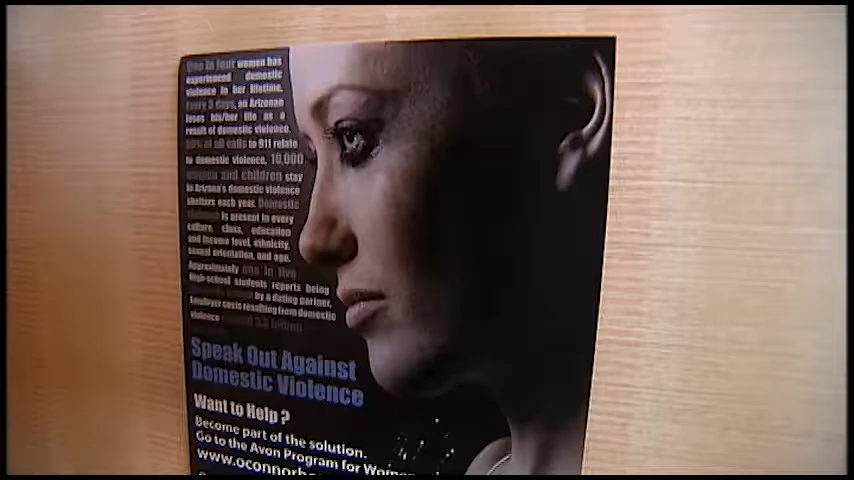 One in four women has
experienced domestic
violence in her lifetime.
Every 3 days, an Arizonan
loses his/her life as a
result of domestic violence.
50% of all calls to 911 relate
to domestic violence, 10,000
women and children stay
in Arizona's domestic violence
shelters each year. Domestic
violence is present in every
culture, class, education
and income level, ethnicity,
sexual orientation, and age.
Approximately one in five
high-school students reports being
by a dating partner.
Employer costs resulting from domestic
violence
Speak Out Against
Domestic Violence
Want to Help ?
Become part of the solution.
Go to the Avon Program for Women
www.oconnorho